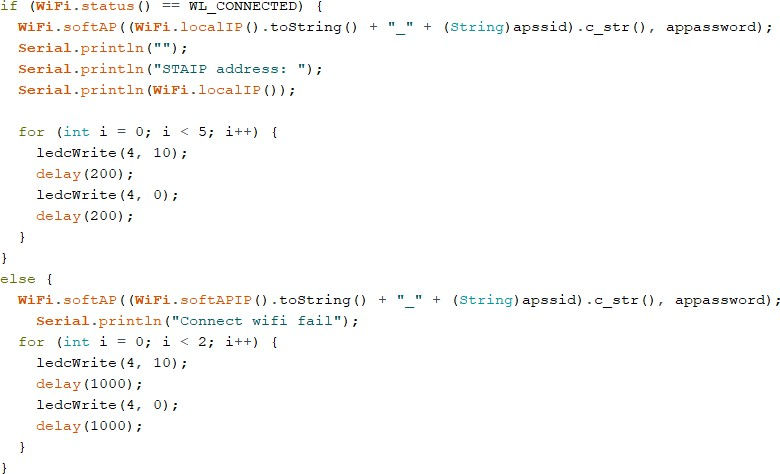 if (WiFi.status() == WL_CONNECTED) {
  WiFi.softAP((WiFi.localIP().toString() + "_" + (String)apssid).c_str(), appassword);
  Serial.println("");
  Serial.println("STAIP address: ");
  Serial.println(WiFi.localIP());

  for (int i = 0; i < 5; i++) {
    ledcWrite(4, 10);
    delay(200);
    ledcWrite(4, 0);
    delay(200);
  }
}
else {
  WiFi.softAP((WiFi.softAPIP().toString() + "_" + (String)apssid).c_str(), appassword);
    Serial.println("Connect wifi fail");
  for (int i = 0; i < 2; i++) {
    ledcWrite(4, 10);
    delay(1000);
    ledcWrite(4, 0);
    delay(1000);
  }
}